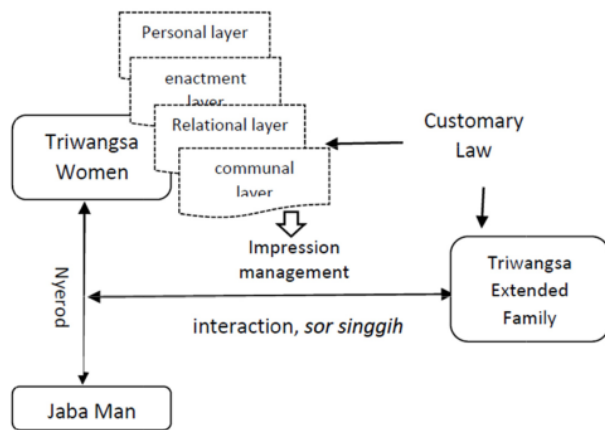 Personal layer
enactment
layer
Relational layer
communal
layer
Triwangsa
Women
Customary
Law
Impression
management
Nyerod
interaction, sor singgih
Triwangsa
Extended
Family
Jaba Man